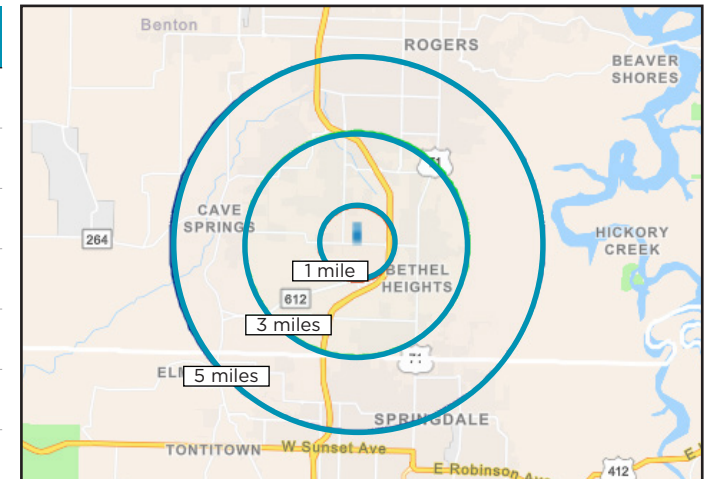 Benton
ROGERS
BEAVER
SHORES
71
CAVE
SPRINGS
264
HICKORY
CREEK
1 mile
BETHEL
HEIGHTS
612
3 miles
71
5 miles
SPRINGDALE
TONTITOWN
W Sunset Ave
E Robinson
412